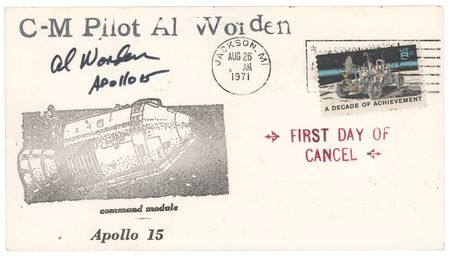 C-M Pilot Al Worden
Al Worden
Apollo 15
JACKSON, MI
AUG 26
AM
1971
A DECADE OF ACHIEVEMENT
FIRST DAY OF
CANCEL
command module
Apollo 15